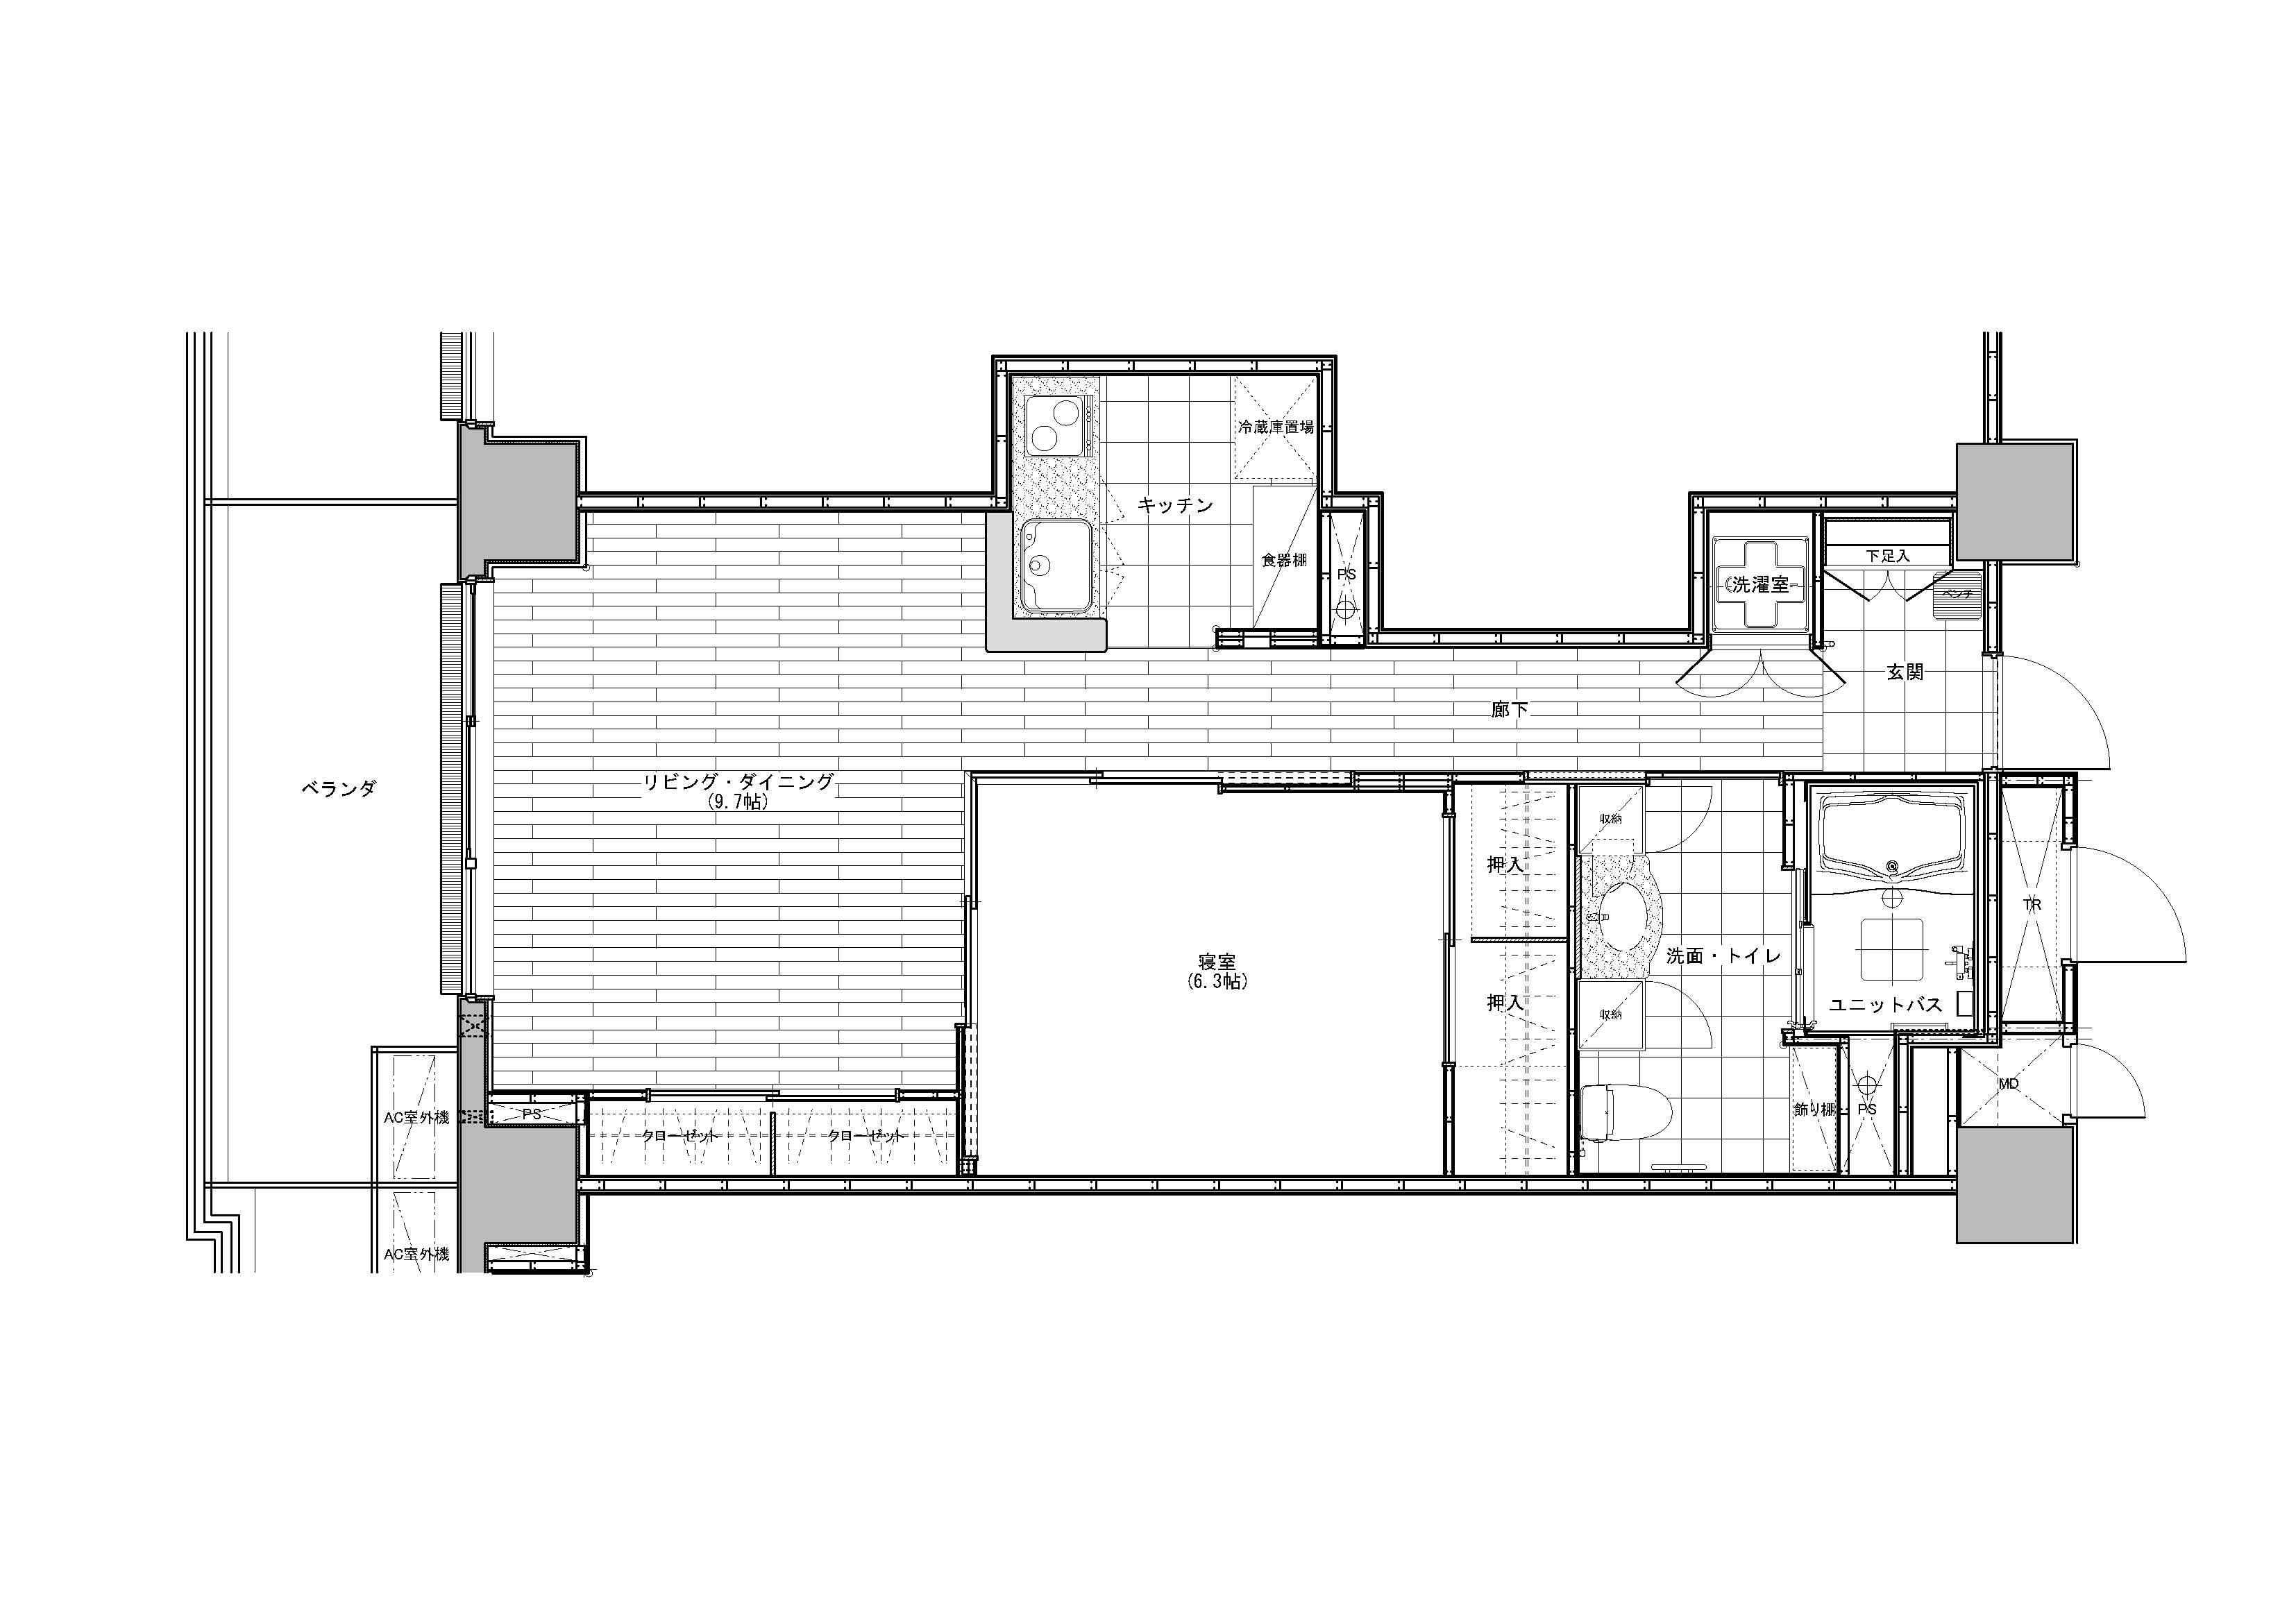 冷蔵庫置場
キッチン
食器棚
PS
洗濯室
下足入
ベンチ
玄関
廊下
ベランダ
リビング・ダイニング
(9.7帖)
収納
押入
TR
洗面・トイレ
寝室
(6.3帖)
押入
収納
ユニットバス
MD
AC室外機
PS
クローゼット
クローゼット
飾り棚
PS
AC室外機